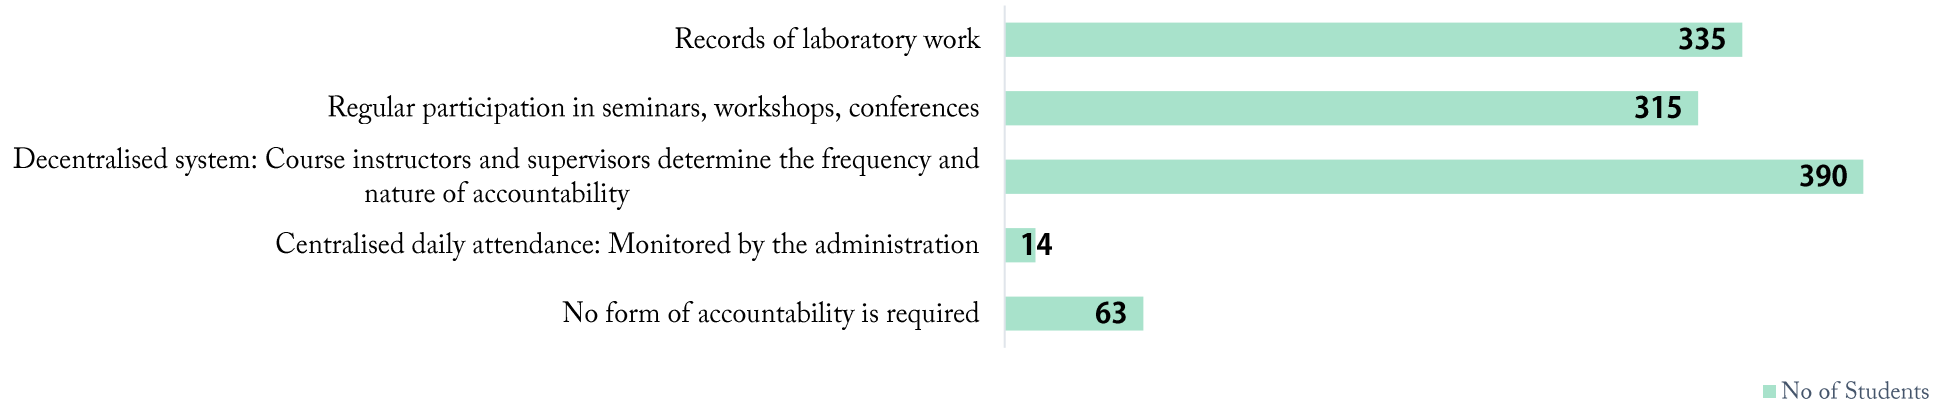 Records of laboratory work
335
Regular participation in seminars, workshops, conferences
315
Decentralised system: Course instructors and supervisors determine the frequency and
nature of accountability
390
Centralised daily attendance: Monitored by the administration
14
No form of accountability is required
63
No of Students